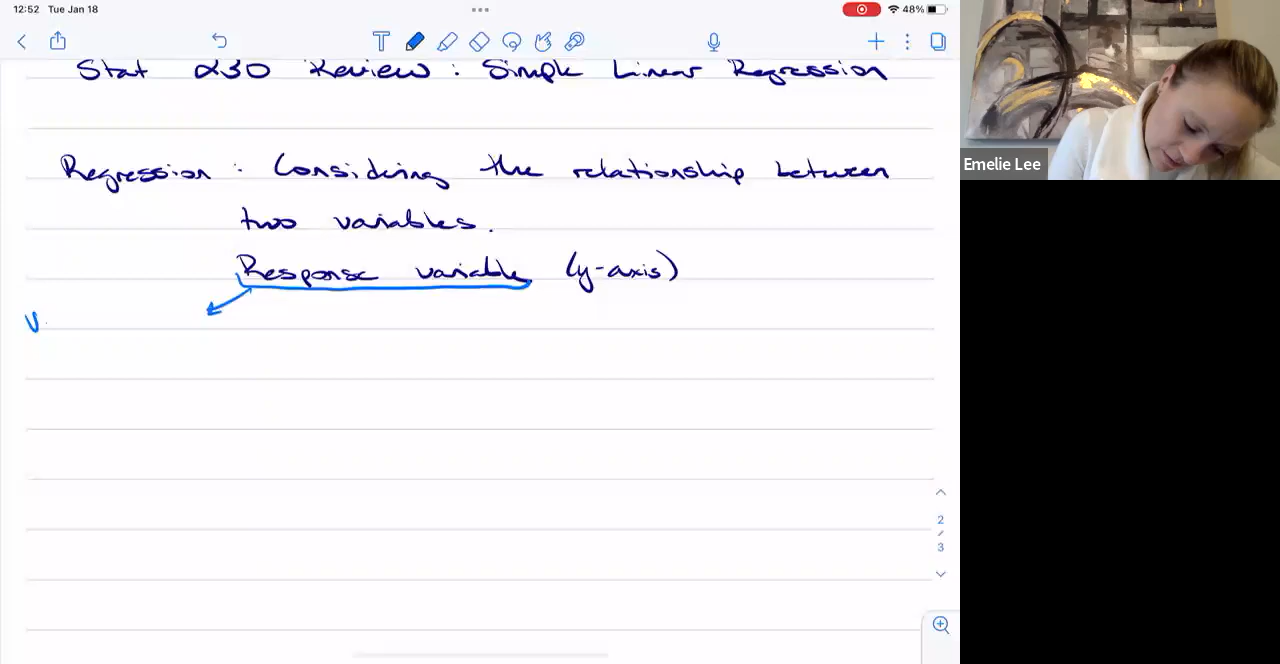 12:52 Tue Jan 18
48%
Stat 230 Review : Simple Linear Regression
Emelie Lee
Regression : Considering the relationship between
two variables.
Response variable (y-axis)
V
2
3